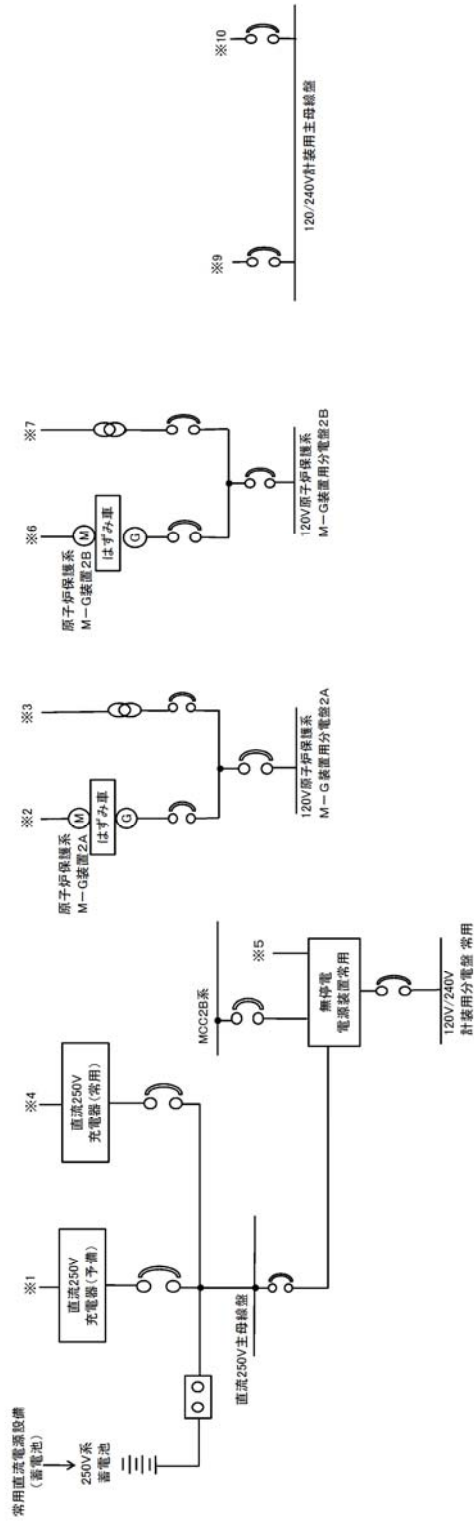 常用直流電源設備
(蓄電池)
250V系
蓄電池
※1
直流250V
充電器(予備)
※4
直流250V
充電器(常用)
直流250V主母線盤
MCC2B系
※5
無停電
電源装置常用
120V/240V
計装用分電盤 常用
原子炉保護系
M－G装置2A
※2
M
はずみ車
G
※3
120V原子炉保護系
M－G装置用分電盤2A
原子炉保護系
M－G装置2B
※6
M
はずみ車
G
※7
120V原子炉保護系
M－G装置用分電盤2B
※9
※10
120/240V計装用主母線盤